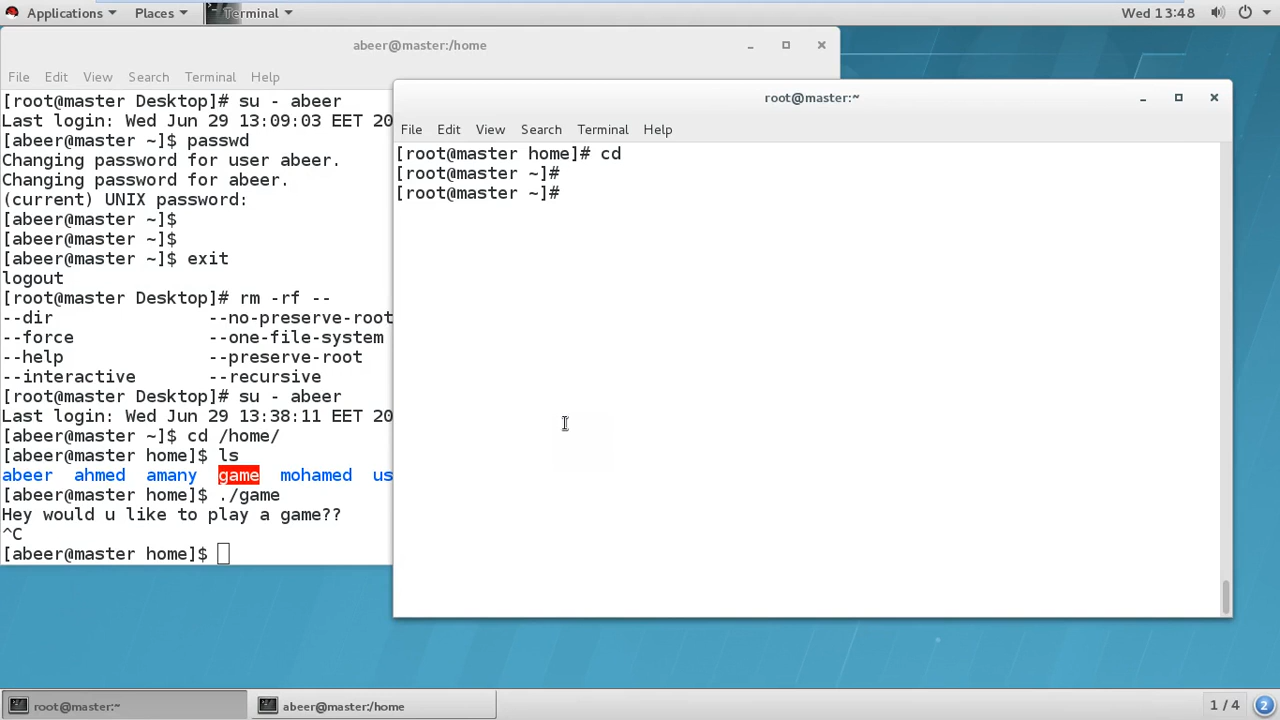 Applications Places Terminal Wed 13:48
abeer@master:/home
File Edit View Search Terminal Help
[root@master Desktop]# su - abeer
Last login: Wed Jun 29 13:09:03 EET 20
[abeer@master ~]$ passwd
Changing password for user abeer.
Changing password for abeer.
(current) UNIX password:
[abeer@master ~]$
[abeer@master ~]$
[abeer@master ~]$ exit
logout
[root@master Desktop]# rm -rf --
--dir --no-preserve-root
--force --one-file-system
--help --preserve-root
--interactive --recursive
[root@master Desktop]# su - abeer
Last login: Wed Jun 29 13:38:11 EET 20
[abeer@master ~]$ cd /home/
[abeer@master home]$ ls
abeer ahmed amany game mohamed us
[abeer@master home]$ ./game
Hey would u like to play a game??
^C
[abeer@master home]$
root@master:~
File Edit View Search Terminal Help
[root@master home]# cd
[root@master ~]#
[root@master ~]#
root@master:~ abeer@master:/home 1 / 4 2